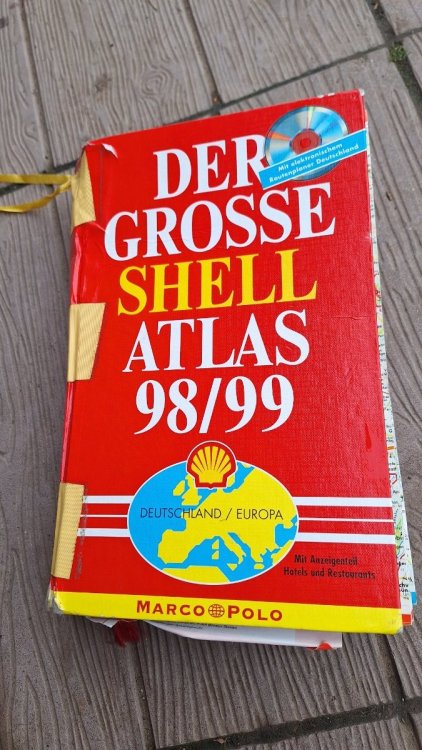 DER
GROSSE
SHELL
ATLAS
98/99
Mit elektronischem
Routenplaner Deutschland
DEUTSCHLAND / EUROPA
Mit Anzeigenteil
Hotels und Restaurants
MARCO POLO